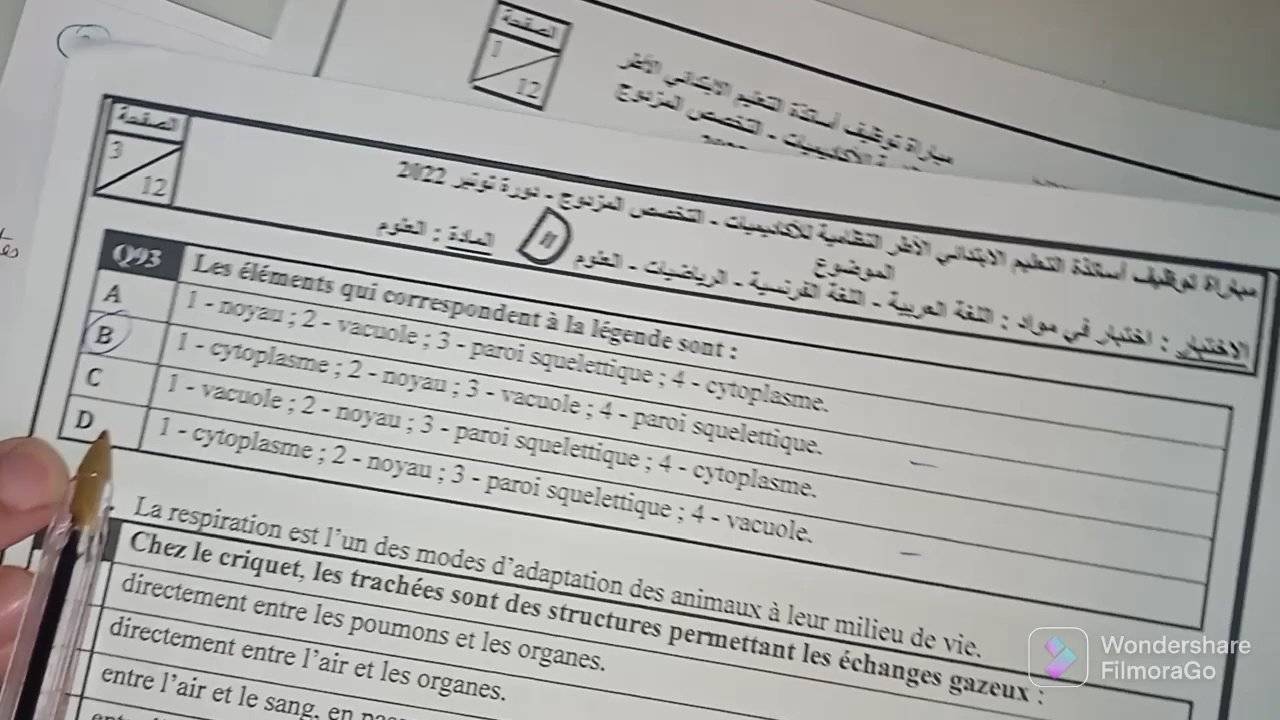 الصفحة
1
12
مباراة توظيف أساتذة التعليم الابتدائي الأطر
الصفحة
3
12
مباراة توظيف أساتذة التعليم الابتدائي الأطر النظامية للأكاديميات - التخصص المزدوج - دورة نونبر 2022
الموضوع
الاختبار : اختبار في مواد : اللغة العربية - اللغة الفرنسية - الرياضيات - العلوم
المادة : العلوم
Q93 Les éléments qui correspondent à la légende sont :
A 1 - noyau ; 2 - vacuole ; 3 - paroi squelettique ; 4 - cytoplasme.
B 1 - cytoplasme ; 2 - noyau ; 3 - vacuole ; 4 - paroi squelettique.
C 1 - vacuole ; 2 - noyau ; 3 - paroi squelettique ; 4 - cytoplasme.
D 1 - cytoplasme ; 2 - noyau ; 3 - paroi squelettique ; 4 - vacuole.
La respiration est l'un des modes d'adaptation des animaux à leur milieu de vie.
Chez le criquet, les trachées sont des structures permettant les échanges gazeux :
directement entre les poumons et les organes.
directement entre l'air et les organes.
entre l'air et le sang, en
Wondershare
FilmoraGo